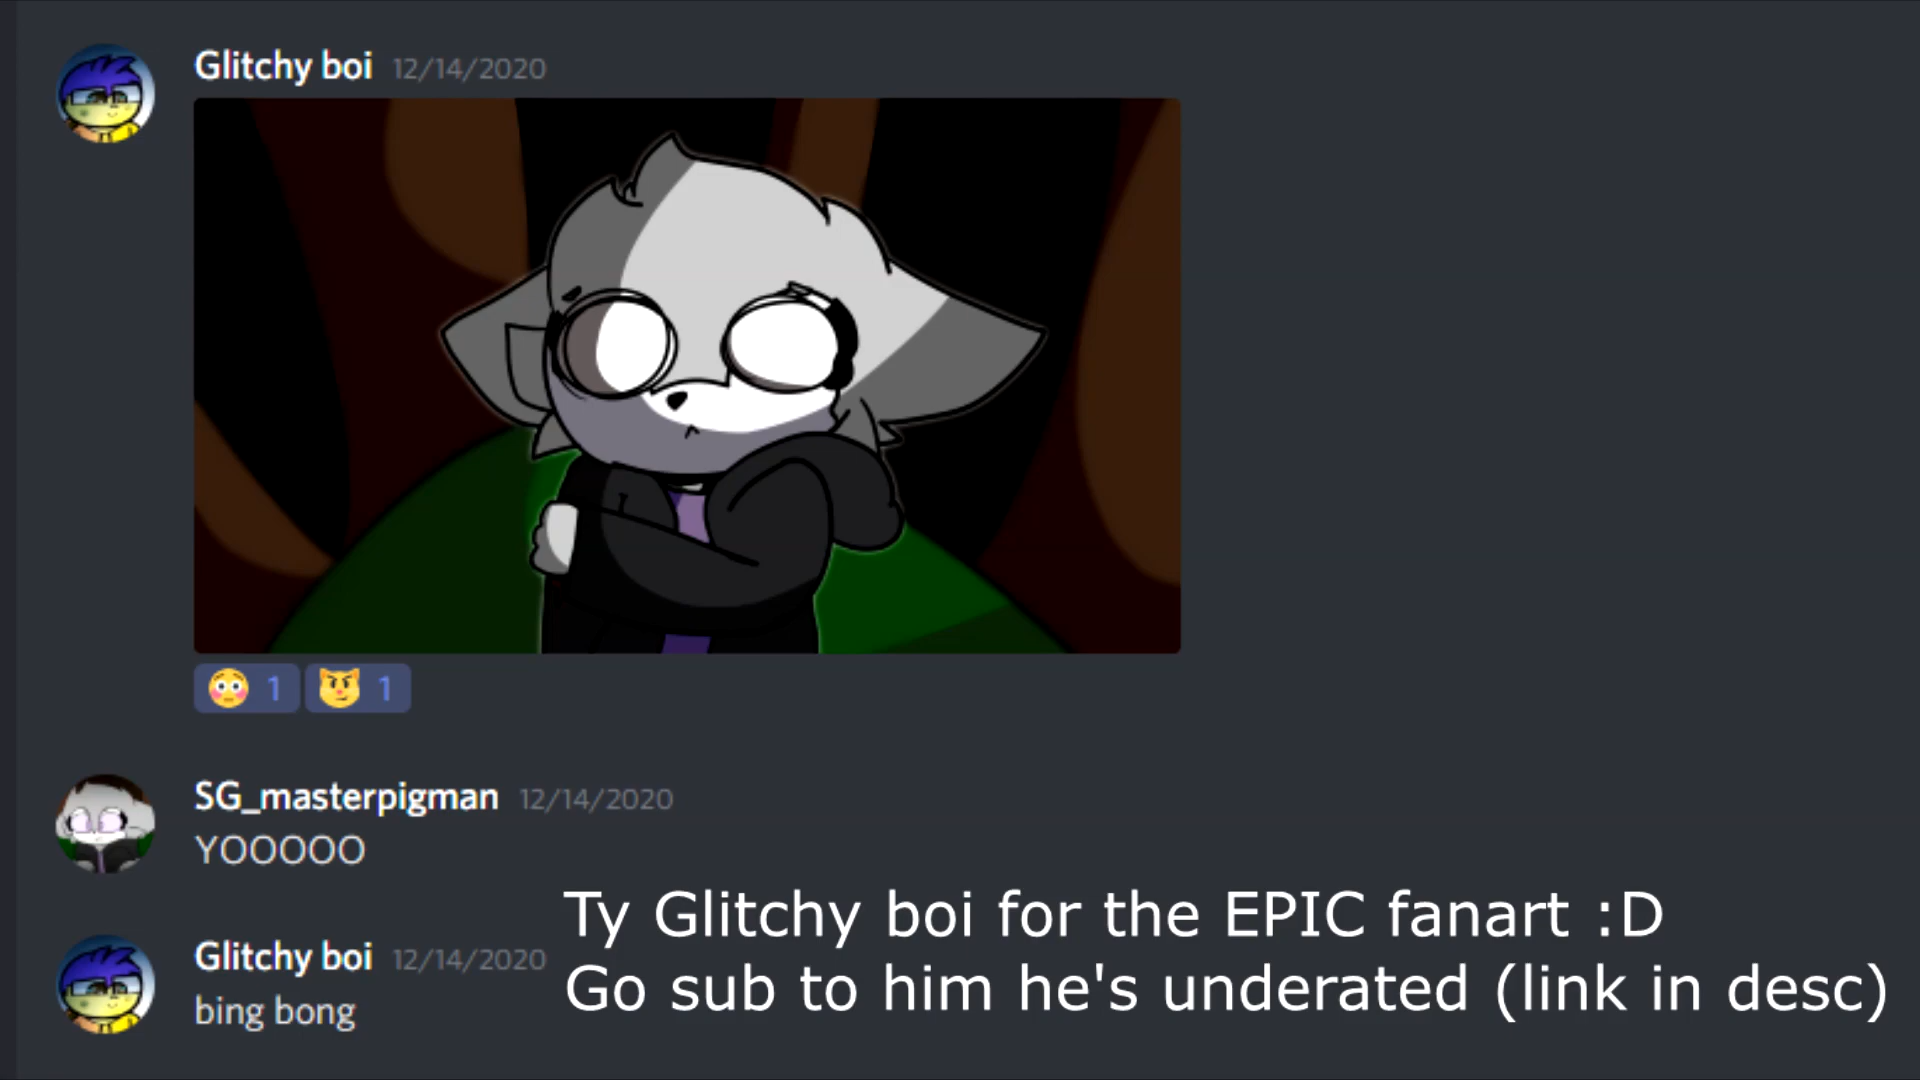 Glitchy boi 12/14/2020
1 1
SG_masterpigman 12/14/2020
YOOOOO
Ty Glitchy boi for the EPIC fanart :D
Glitchy boi 12/14/2020
Go sub to him he's underated (link in desc)
bing bong